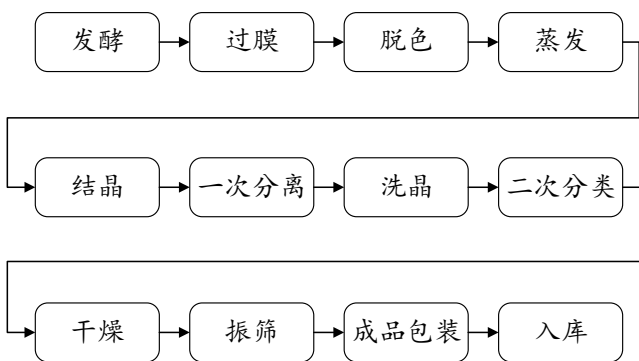 发酵 过膜 脱色 蒸发
结晶 一次分离 洗晶 二次分类
干燥 振筛 成品包装 入库